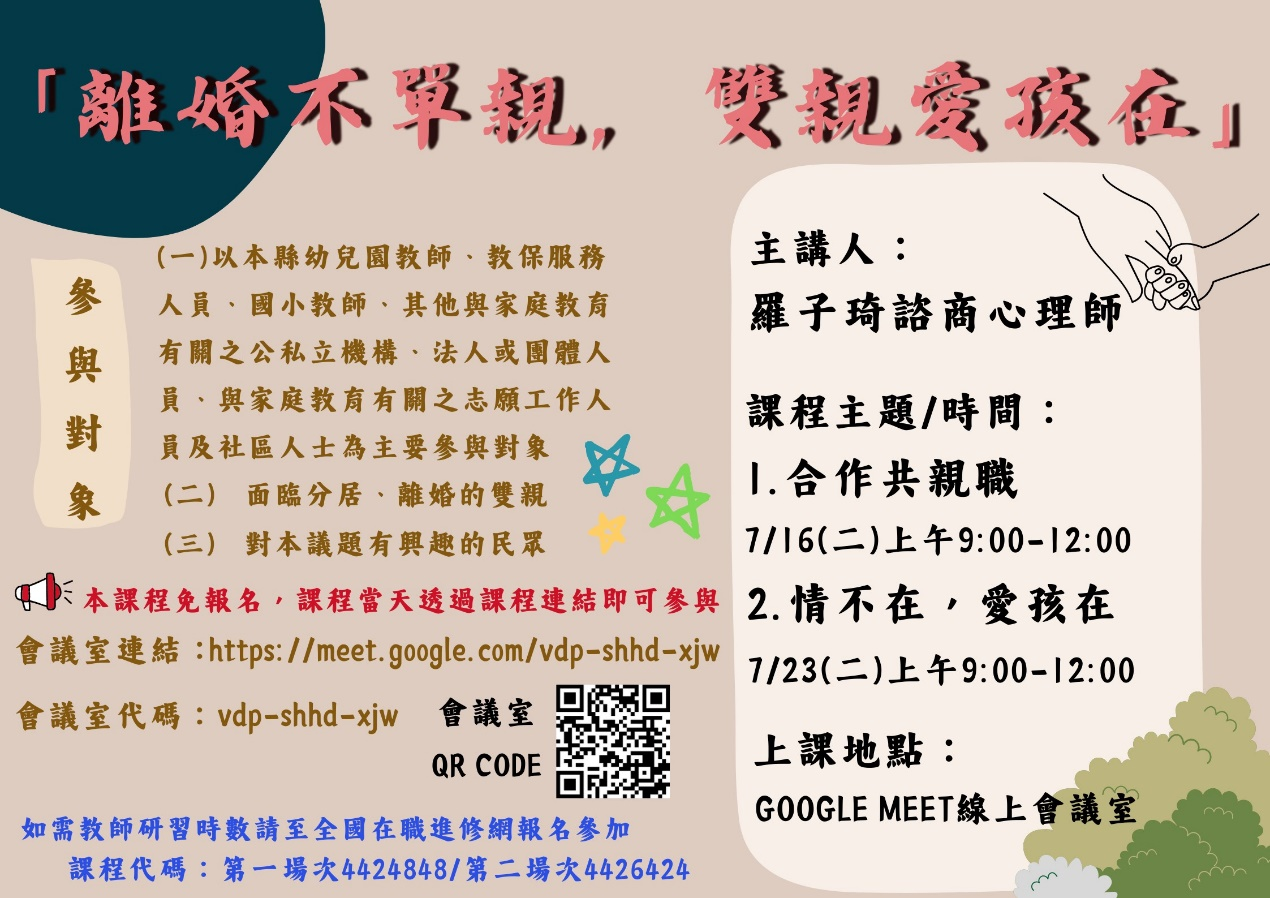 「離婚不單親， 雙親愛孩在」
參與對象
(一)以本縣幼兒園教師、教保服務
人員、國小教師、其他與家庭教育
有關之公私立機構、法人或團體人
員、與家庭教育有關之志願工作人
員及社區人士為主要參與對象
(二) 面臨分居、離婚的雙親
(三) 對本議題有興趣的民眾
本課程免報名，課程當天透過課程連結即可參與
會議室連結：https://meet.google.com/vdp-shhd-xjw
會議室代碼：vdp-shhd-xjw
會議室
QR CODE
如需教師研習時數請至全國在職進修網報名參加
課程代碼：第一場次4424848/第二場次4426424
主講人：
羅子琦諮商心理師
課程主題/時間：
1.合作共親職
7/16(二)上午9:00-12:00
2.情不在，愛孩在
7/23(二)上午9:00-12:00
上課地點：
GOOGLE MEET線上會議室